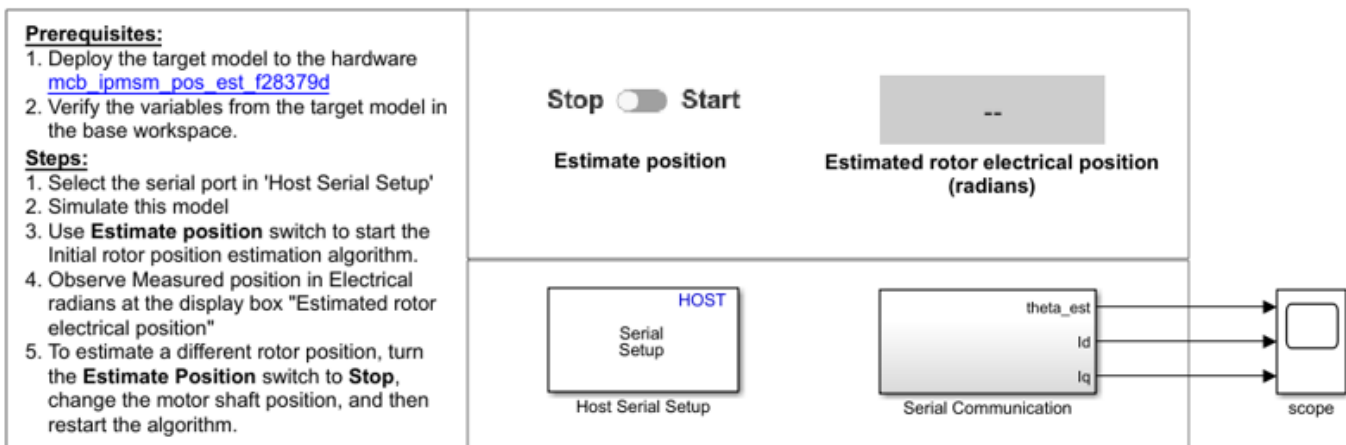 Prerequisites:
1. Deploy the target model to the hardware
mcb_ipmsm_pos_est_f28379d
2. Verify the variables from the target model in
the base workspace.
Steps:
1. Select the serial port in 'Host Serial Setup'
2. Simulate this model
3. Use Estimate position switch to start the
Initial rotor position estimation algorithm.
4. Observe Measured position in Electrical
radians at the display box "Estimated rotor
electrical position"
5. To estimate a different rotor position, turn
the Estimate Position switch to Stop,
change the motor shaft position, and then
restart the algorithm.
Stop Start
Estimate position
--
Estimated rotor electrical position
(radians)
HOST
Serial
Setup
Host Serial Setup
theta_est
Id
Iq
Serial Communication
scope